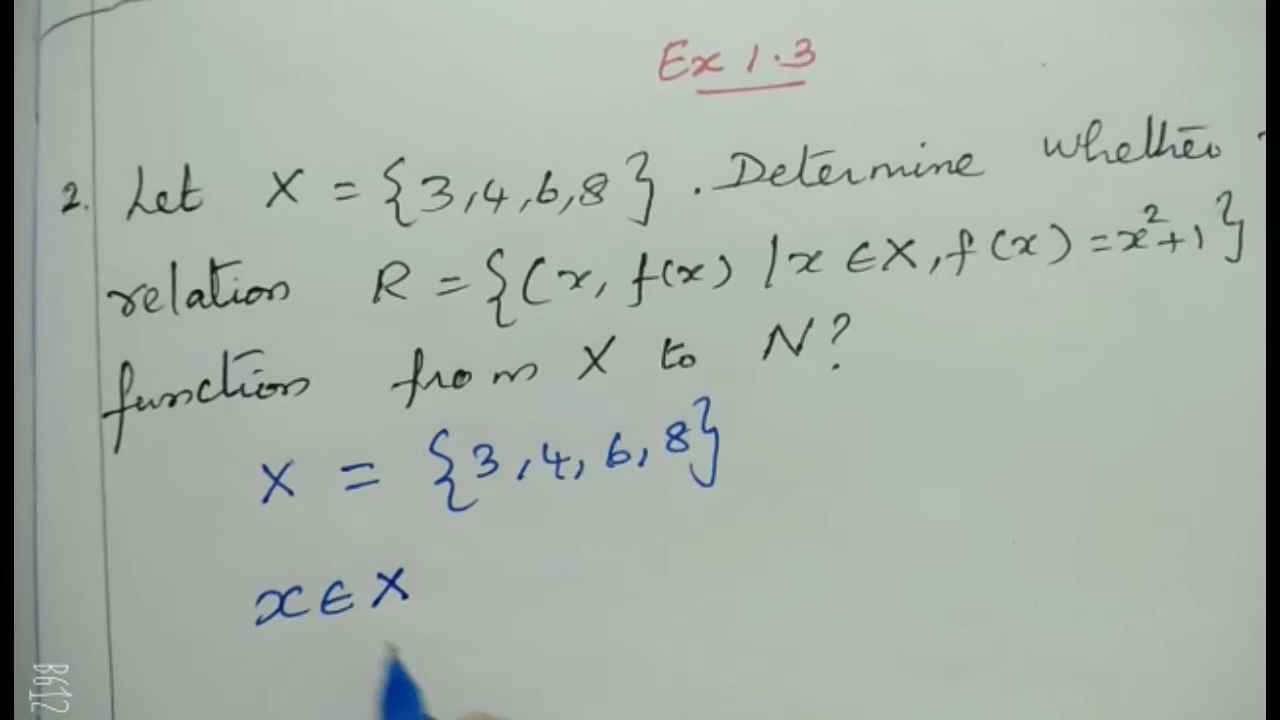 Ex 1.3
2. Let X = {3,4,6,8}. Determine whether
relation R = {(x, f(x) / x ∈ X, f(x) = x²+1}
function from X to N?
X = {3,4,6,8}
x ∈ X
B612